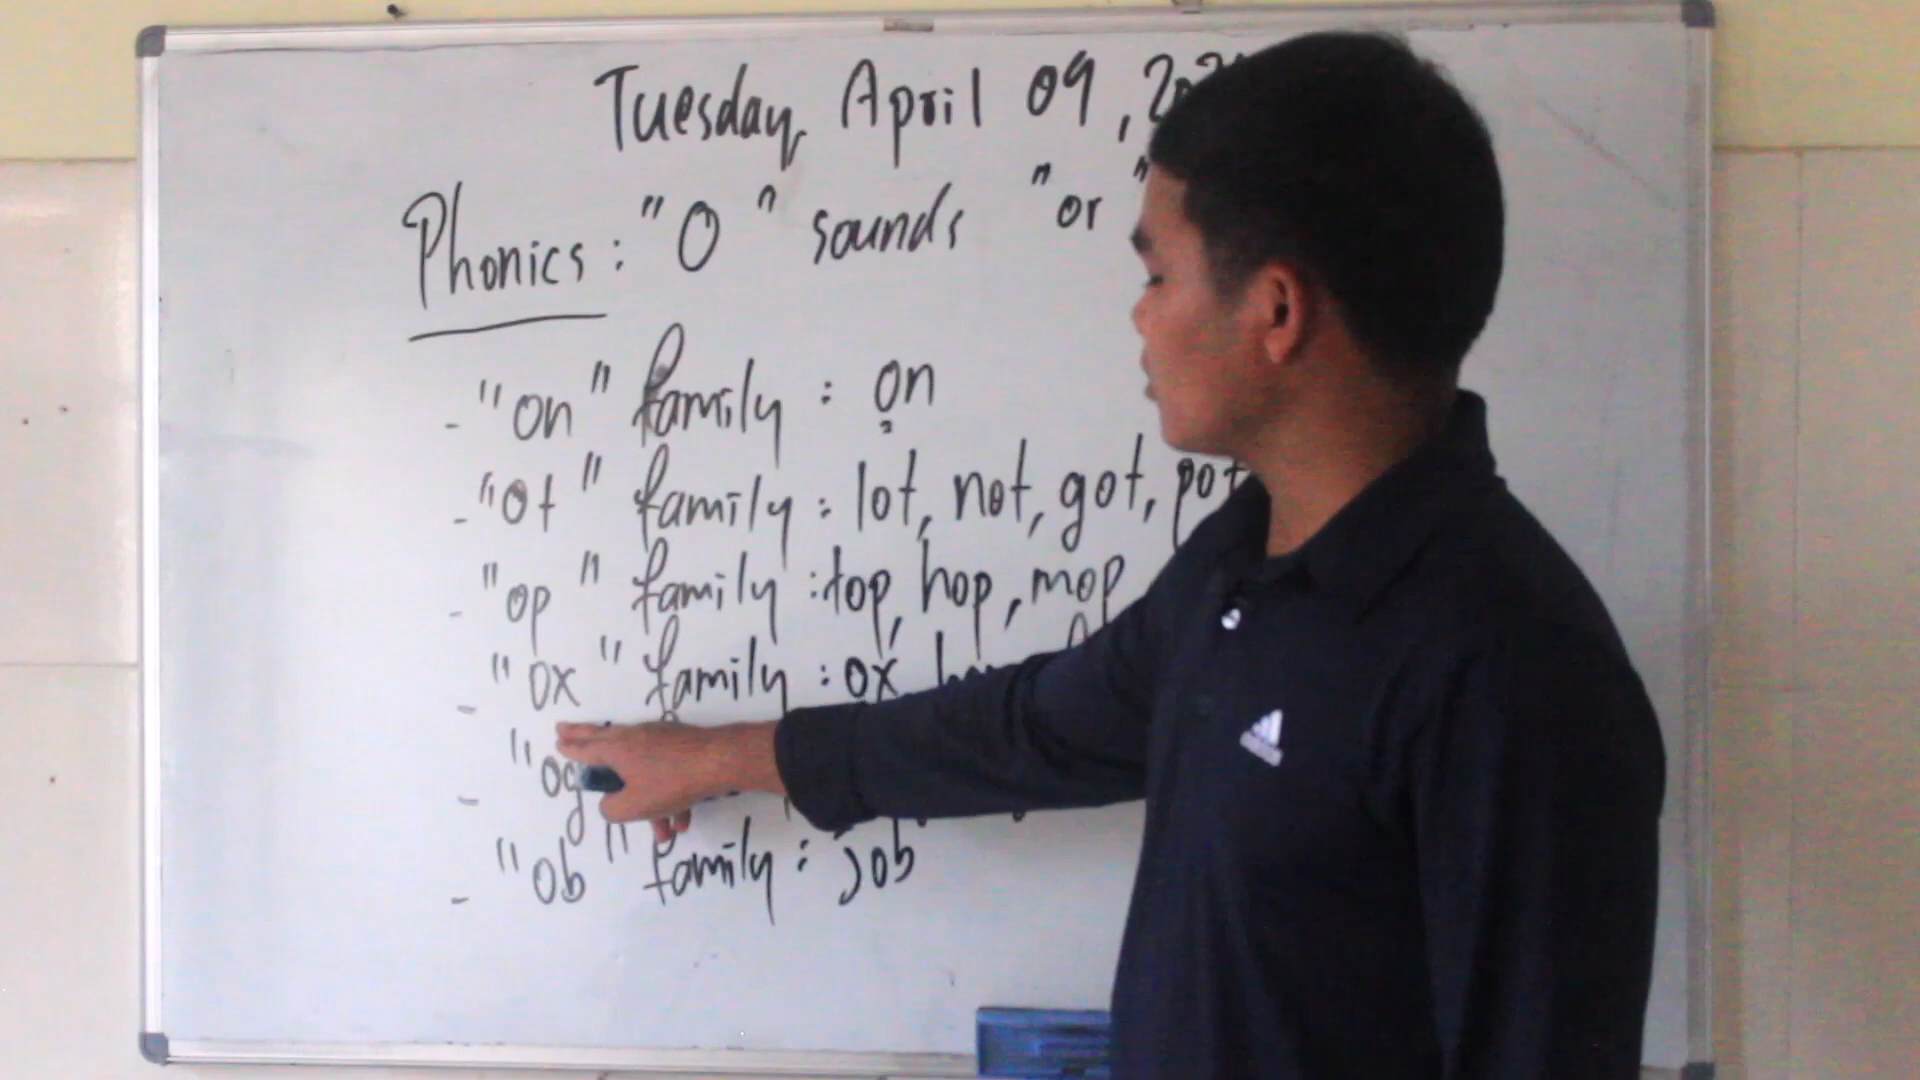 Tuesday, April 09,
Phonics: "O" sounds "or"
- "on" family : on
- "ot" family : lot, not, got, pot
- "op" family : top, hop, mop
- "ox" family : ox
- "og
- "ob" family : job